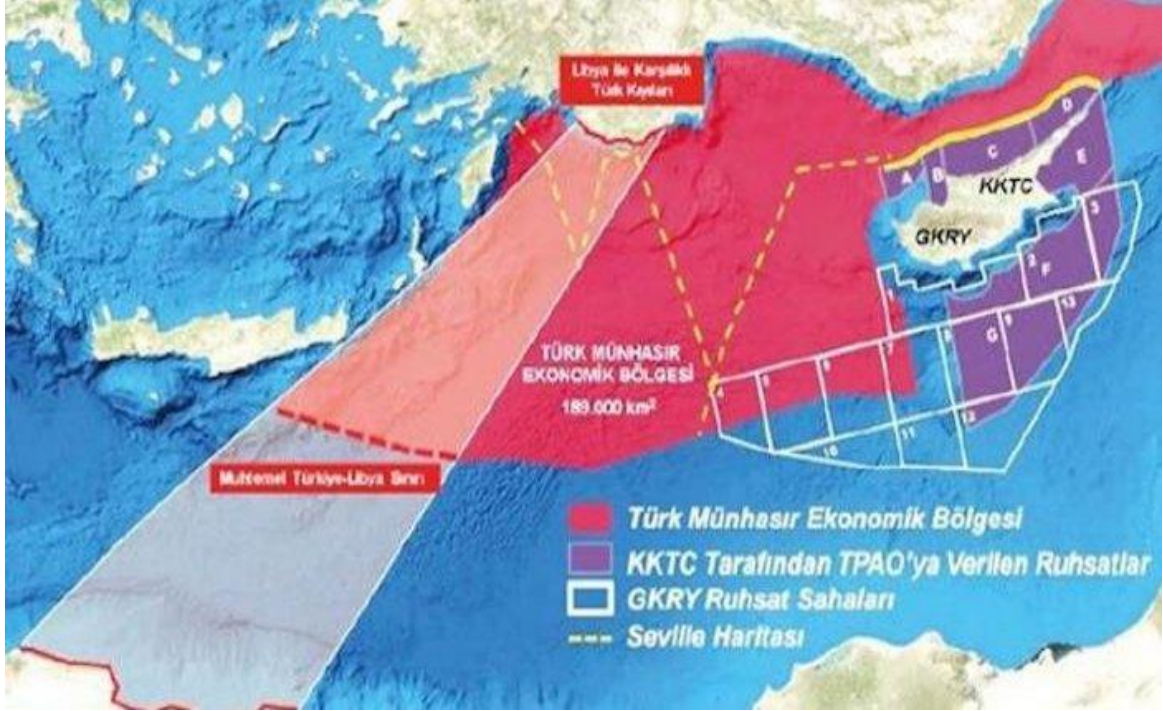 Libya ile Karşılıklı
Türk Kıyıları
D
C
A
B
E
KKTC
GKRY
3
2
F
1
13
TÜRK MÜNHASIR
EKONOMİK BÖLGESİ
189.000 km²
G
9
8
7
6
5
4
12
11
10
Muhtemel Türkiye-Libya Sınırı
Türk Münhasır Ekonomik Bölgesi
KKTC Tarafından TPAO'ya Verilen Ruhsatlar
GKRY Ruhsat Sahaları
Seville Haritası